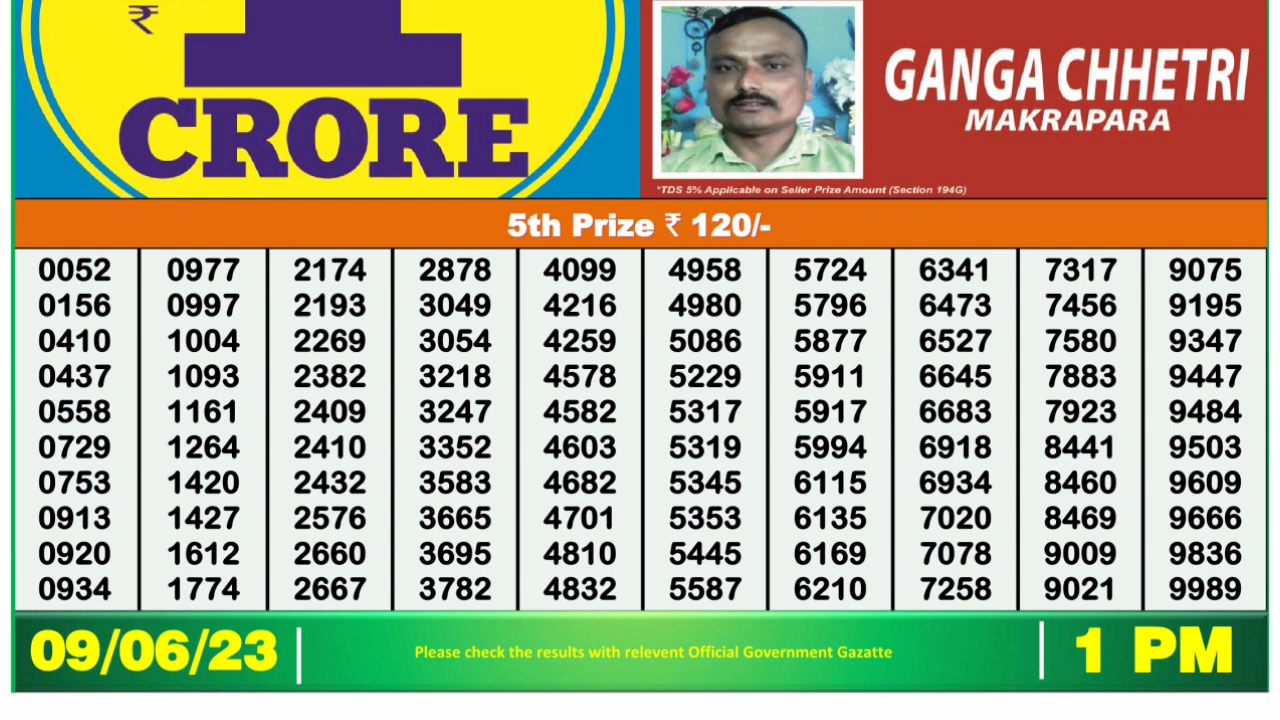 ₹ 1
CRORE
GANGA CHHETRI
MAKRAPARA
*TDS 5% Applicable on Seller Prize Amount (Section 194G)
5th Prize ₹ 120/-
0052 0977 2174 2878 4099 4958 5724 6341 7317 9075
0156 0997 2193 3049 4216 4980 5796 6473 7456 9195
0410 1004 2269 3054 4259 5086 5877 6527 7580 9347
0437 1093 2382 3218 4578 5229 5911 6645 7883 9447
0558 1161 2409 3247 4582 5317 5917 6683 7923 9484
0729 1264 2410 3352 4603 5319 5994 6918 8441 9503
0753 1420 2432 3583 4682 5345 6115 6934 8460 9609
0913 1427 2576 3665 4701 5353 6135 7020 8469 9666
0920 1612 2660 3695 4810 5445 6169 7078 9009 9836
0934 1774 2667 3782 4832 5587 6210 7258 9021 9989
09/06/23 Please check the results with relevent Official Government Gazatte 1 PM